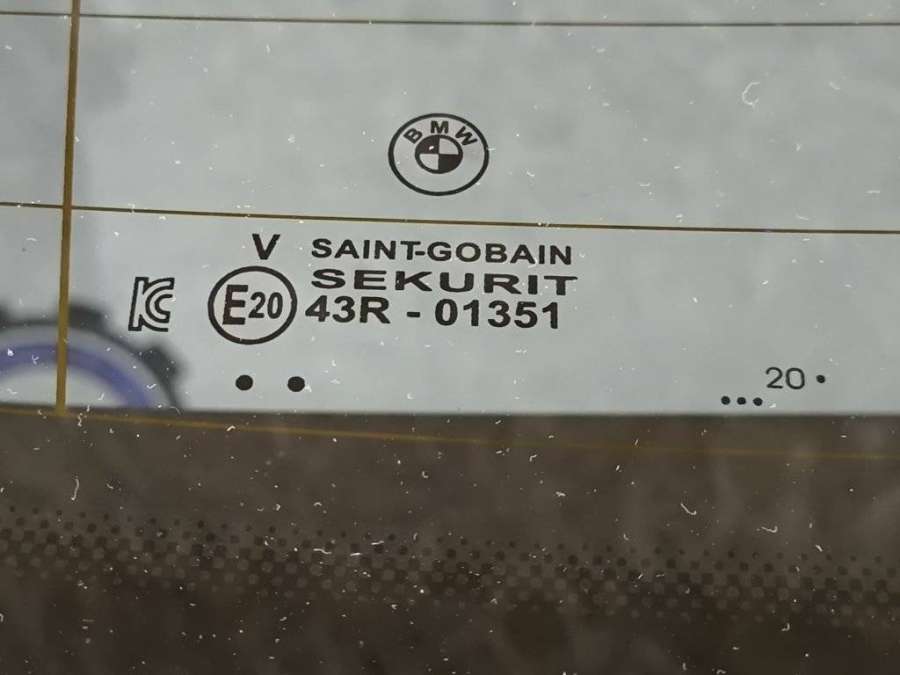 BMW
V SAINT-GOBAIN
SEKURIT
KC E20 43R - 01351
•• 
20 •
•••